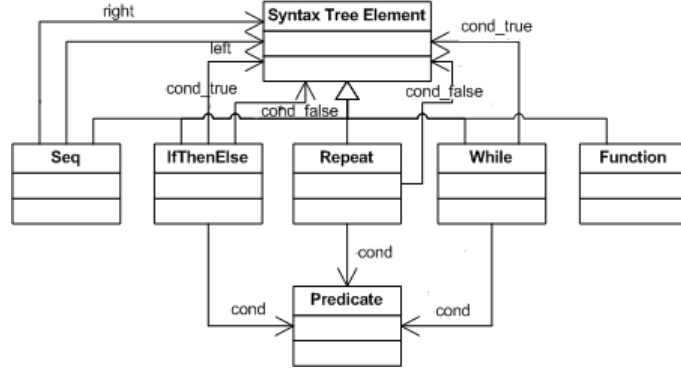 right
Syntax Tree Element
cond_true
left
cond_true
cond_false
cond_false
Seq
IfThenElse
Repeat
While
Function
cond
Predicate
cond
cond